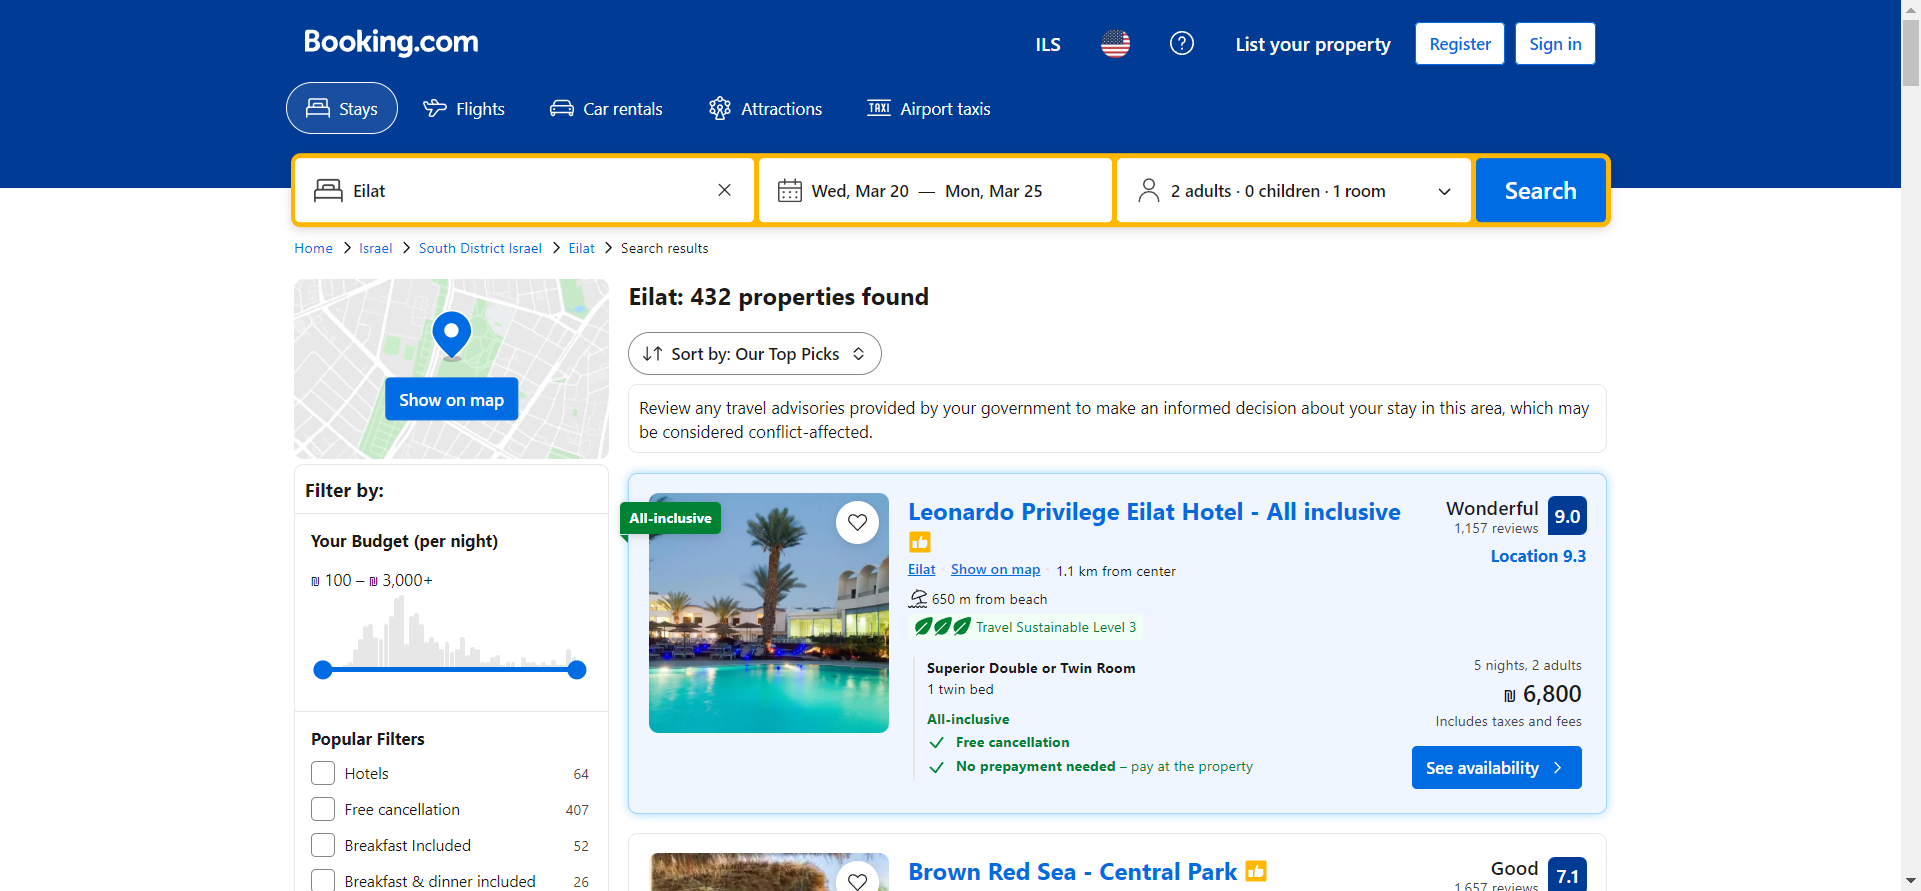 Booking.com
ILS
List your property
Register
Sign in
Stays
Flights
Car rentals
Attractions
TAXI
Airport taxis
Eilat
Wed, Mar 20 — Mon, Mar 25
2 adults · 0 children · 1 room
Search
Home > Israel > South District Israel > Eilat > Search results
Show on map
Filter by:
Your Budget (per night)
₪ 100 – ₪ 3,000+
Popular Filters
Hotels 64
Free cancellation 407
Breakfast Included 52
Breakfast & dinner included 26
Eilat: 432 properties found
Sort by: Our Top Picks
Review any travel advisories provided by your government to make an informed decision about your stay in this area, which may
be considered conflict-affected.
All-inclusive
Leonardo Privilege Eilat Hotel - All inclusive
Wonderful 9.0
1,157 reviews
Location 9.3
Eilat · Show on map · 1.1 km from center
650 m from beach
Travel Sustainable Level 3
Superior Double or Twin Room
1 twin bed
All-inclusive
Free cancellation
No prepayment needed – pay at the property
5 nights, 2 adults
₪ 6,800
Includes taxes and fees
See availability
Brown Red Sea - Central Park
Good 7.1
1,657 reviews